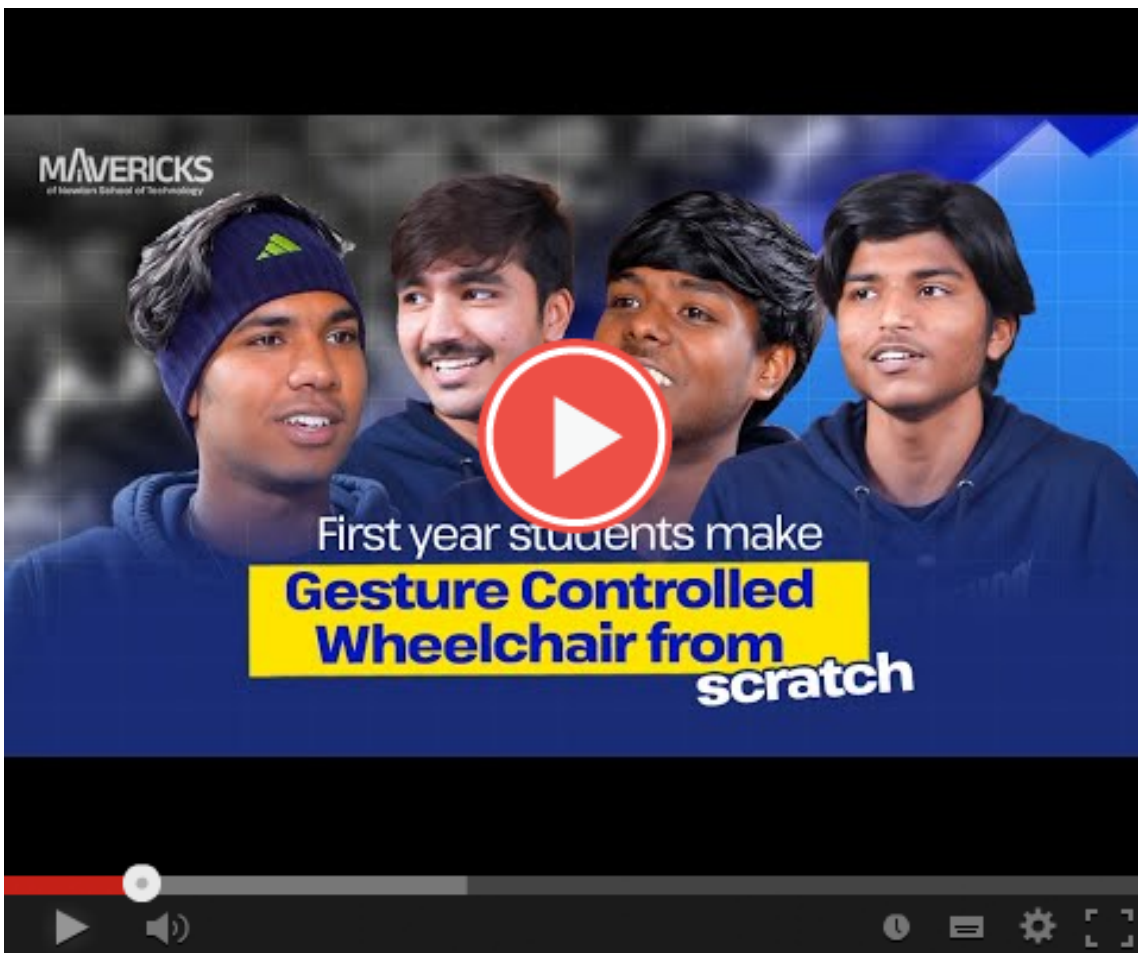 MAVERICKS
of Newton School of Technology
First year students make
Gesture Controlled
Wheelchair from
scratch